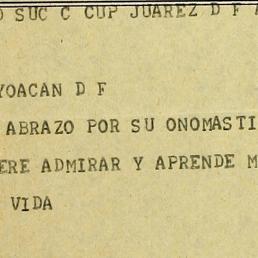 SUC C CUP JUAREZ D F
YOACAN D F
ABRAZO POR SU ONOMASTI
ERE ADMIRAR Y APRENDE M
VIDA